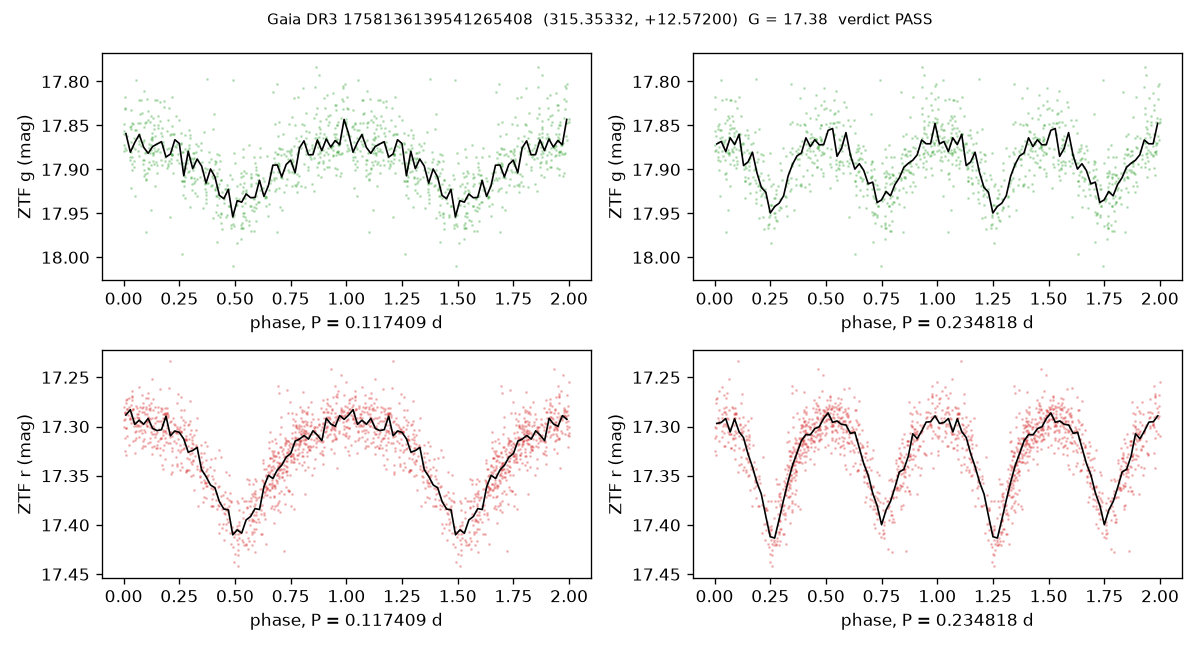 Gaia DR3 1758136139541265408  (315.35332, +12.57200)  G = 17.38  verdict PASS
ZTF g (mag)
17.80
17.85
17.90
17.95
18.00
0.00 0.25 0.50 0.75 1.00 1.25 1.50 1.75 2.00
phase, P = 0.117409 d
ZTF g (mag)
17.80
17.85
17.90
17.95
18.00
0.00 0.25 0.50 0.75 1.00 1.25 1.50 1.75 2.00
phase, P = 0.234818 d
ZTF r (mag)
17.25
17.30
17.35
17.40
17.45
0.00 0.25 0.50 0.75 1.00 1.25 1.50 1.75 2.00
phase, P = 0.117409 d
ZTF r (mag)
17.25
17.30
17.35
17.40
17.45
0.00 0.25 0.50 0.75 1.00 1.25 1.50 1.75 2.00
phase, P = 0.234818 d